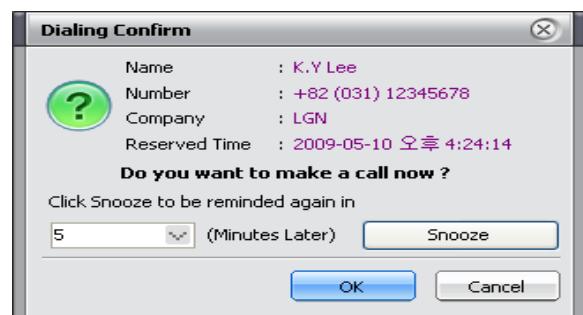 Dialing Confirm
Name : K.Y Lee
Number : +82 (031) 12345678
Company : LGN
Reserved Time : 2009-05-10 오후 4:24:14
Do you want to make a call now ?
Click Snooze to be reminded again in
5 (Minutes Later) Snooze
OK Cancel